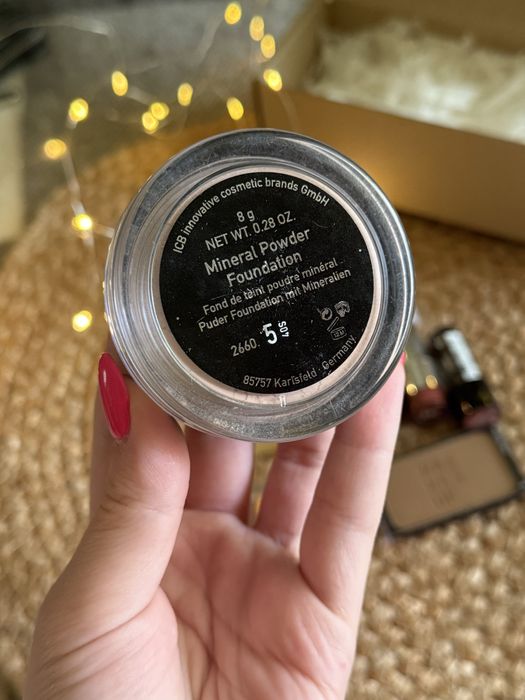 ICB innovative cosmetic brands GmbH
8 g
NET WT. 0.28 OZ.
Mineral Powder
Foundation
Fond de teint poudre minéral
Puder Foundation mit Mineralien
2660. 5
85757 Karlsfeld · Germany